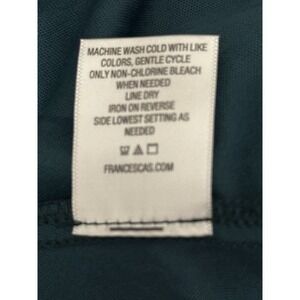 MACHINE WASH COLD WITH LIKE
COLORS, GENTLE CYCLE
ONLY NON-CHLORINE BLEACH
WHEN NEEDED
LINE DRY
IRON ON REVERSE
SIDE LOWEST SETTING AS
NEEDED
FRANCESCAS.COM